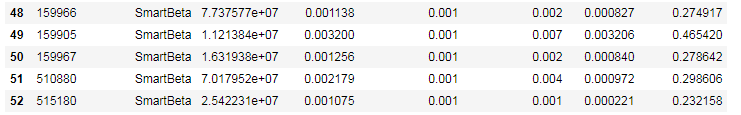 48 159966 SmartBeta 7.737577e+07 0.001138 0.001 0.002 0.000827 0.274917
49 159905 SmartBeta 1.121384e+07 0.003200 0.001 0.007 0.003206 0.465420
50 159967 SmartBeta 1.631938e+07 0.001256 0.001 0.002 0.000840 0.278642
51 510880 SmartBeta 7.017952e+07 0.002179 0.001 0.004 0.000972 0.298606
52 515180 SmartBeta 2.542231e+07 0.001075 0.001 0.001 0.000221 0.232158